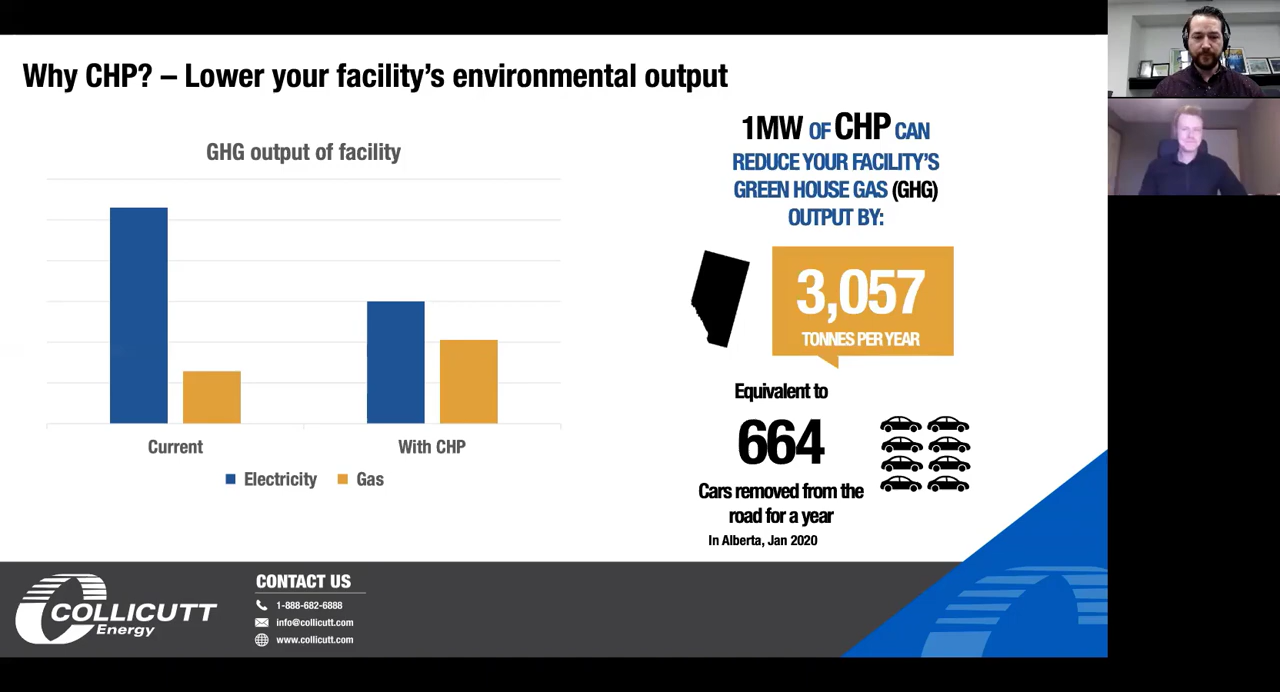 Why CHP? – Lower your facility’s environmental output
GHG output of facility
Current
With CHP
Electricity
Gas
1MW OF CHP CAN
REDUCE YOUR FACILITY’S
GREEN HOUSE GAS (GHG)
OUTPUT BY:
3,057
TONNES PER YEAR
Equivalent to
664
Cars removed from the
road for a year
In Alberta, Jan 2020
COLLICUTT
Energy
CONTACT US
1-888-682-6888
info@collicutt.com
www.collicutt.com